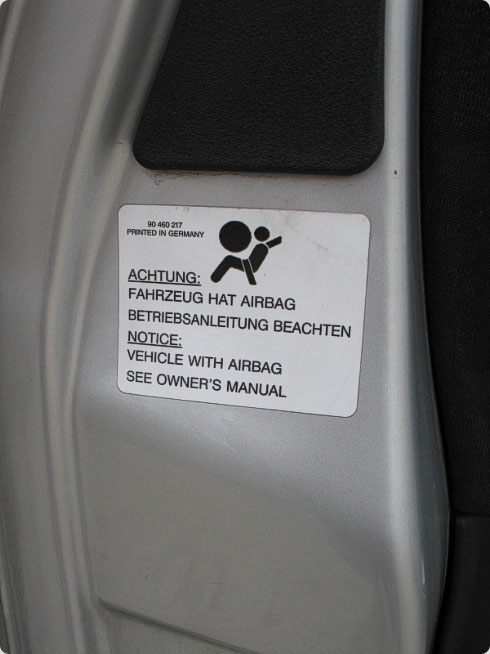 90 460 217
PRINTED IN GERMANY
ACHTUNG:
FAHRZEUG HAT AIRBAG
BETRIEBSANLEITUNG BEACHTEN
NOTICE:
VEHICLE WITH AIRBAG
SEE OWNER'S MANUAL